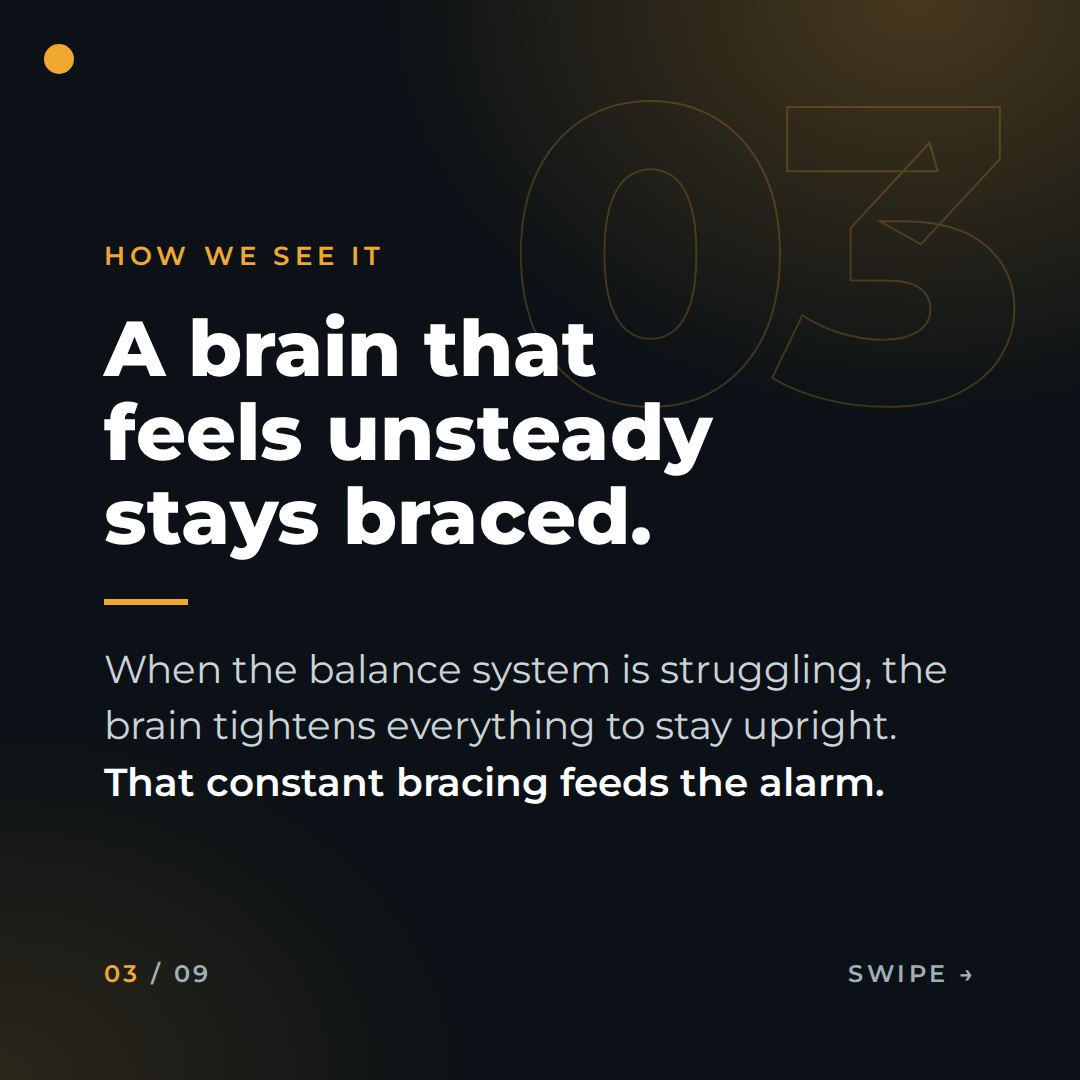 03
HOW WE SEE IT
A brain that
feels unsteady
stays braced.
When the balance system is struggling, the
brain tightens everything to stay upright.
That constant bracing feeds the alarm.
03 / 09
SWIPE →